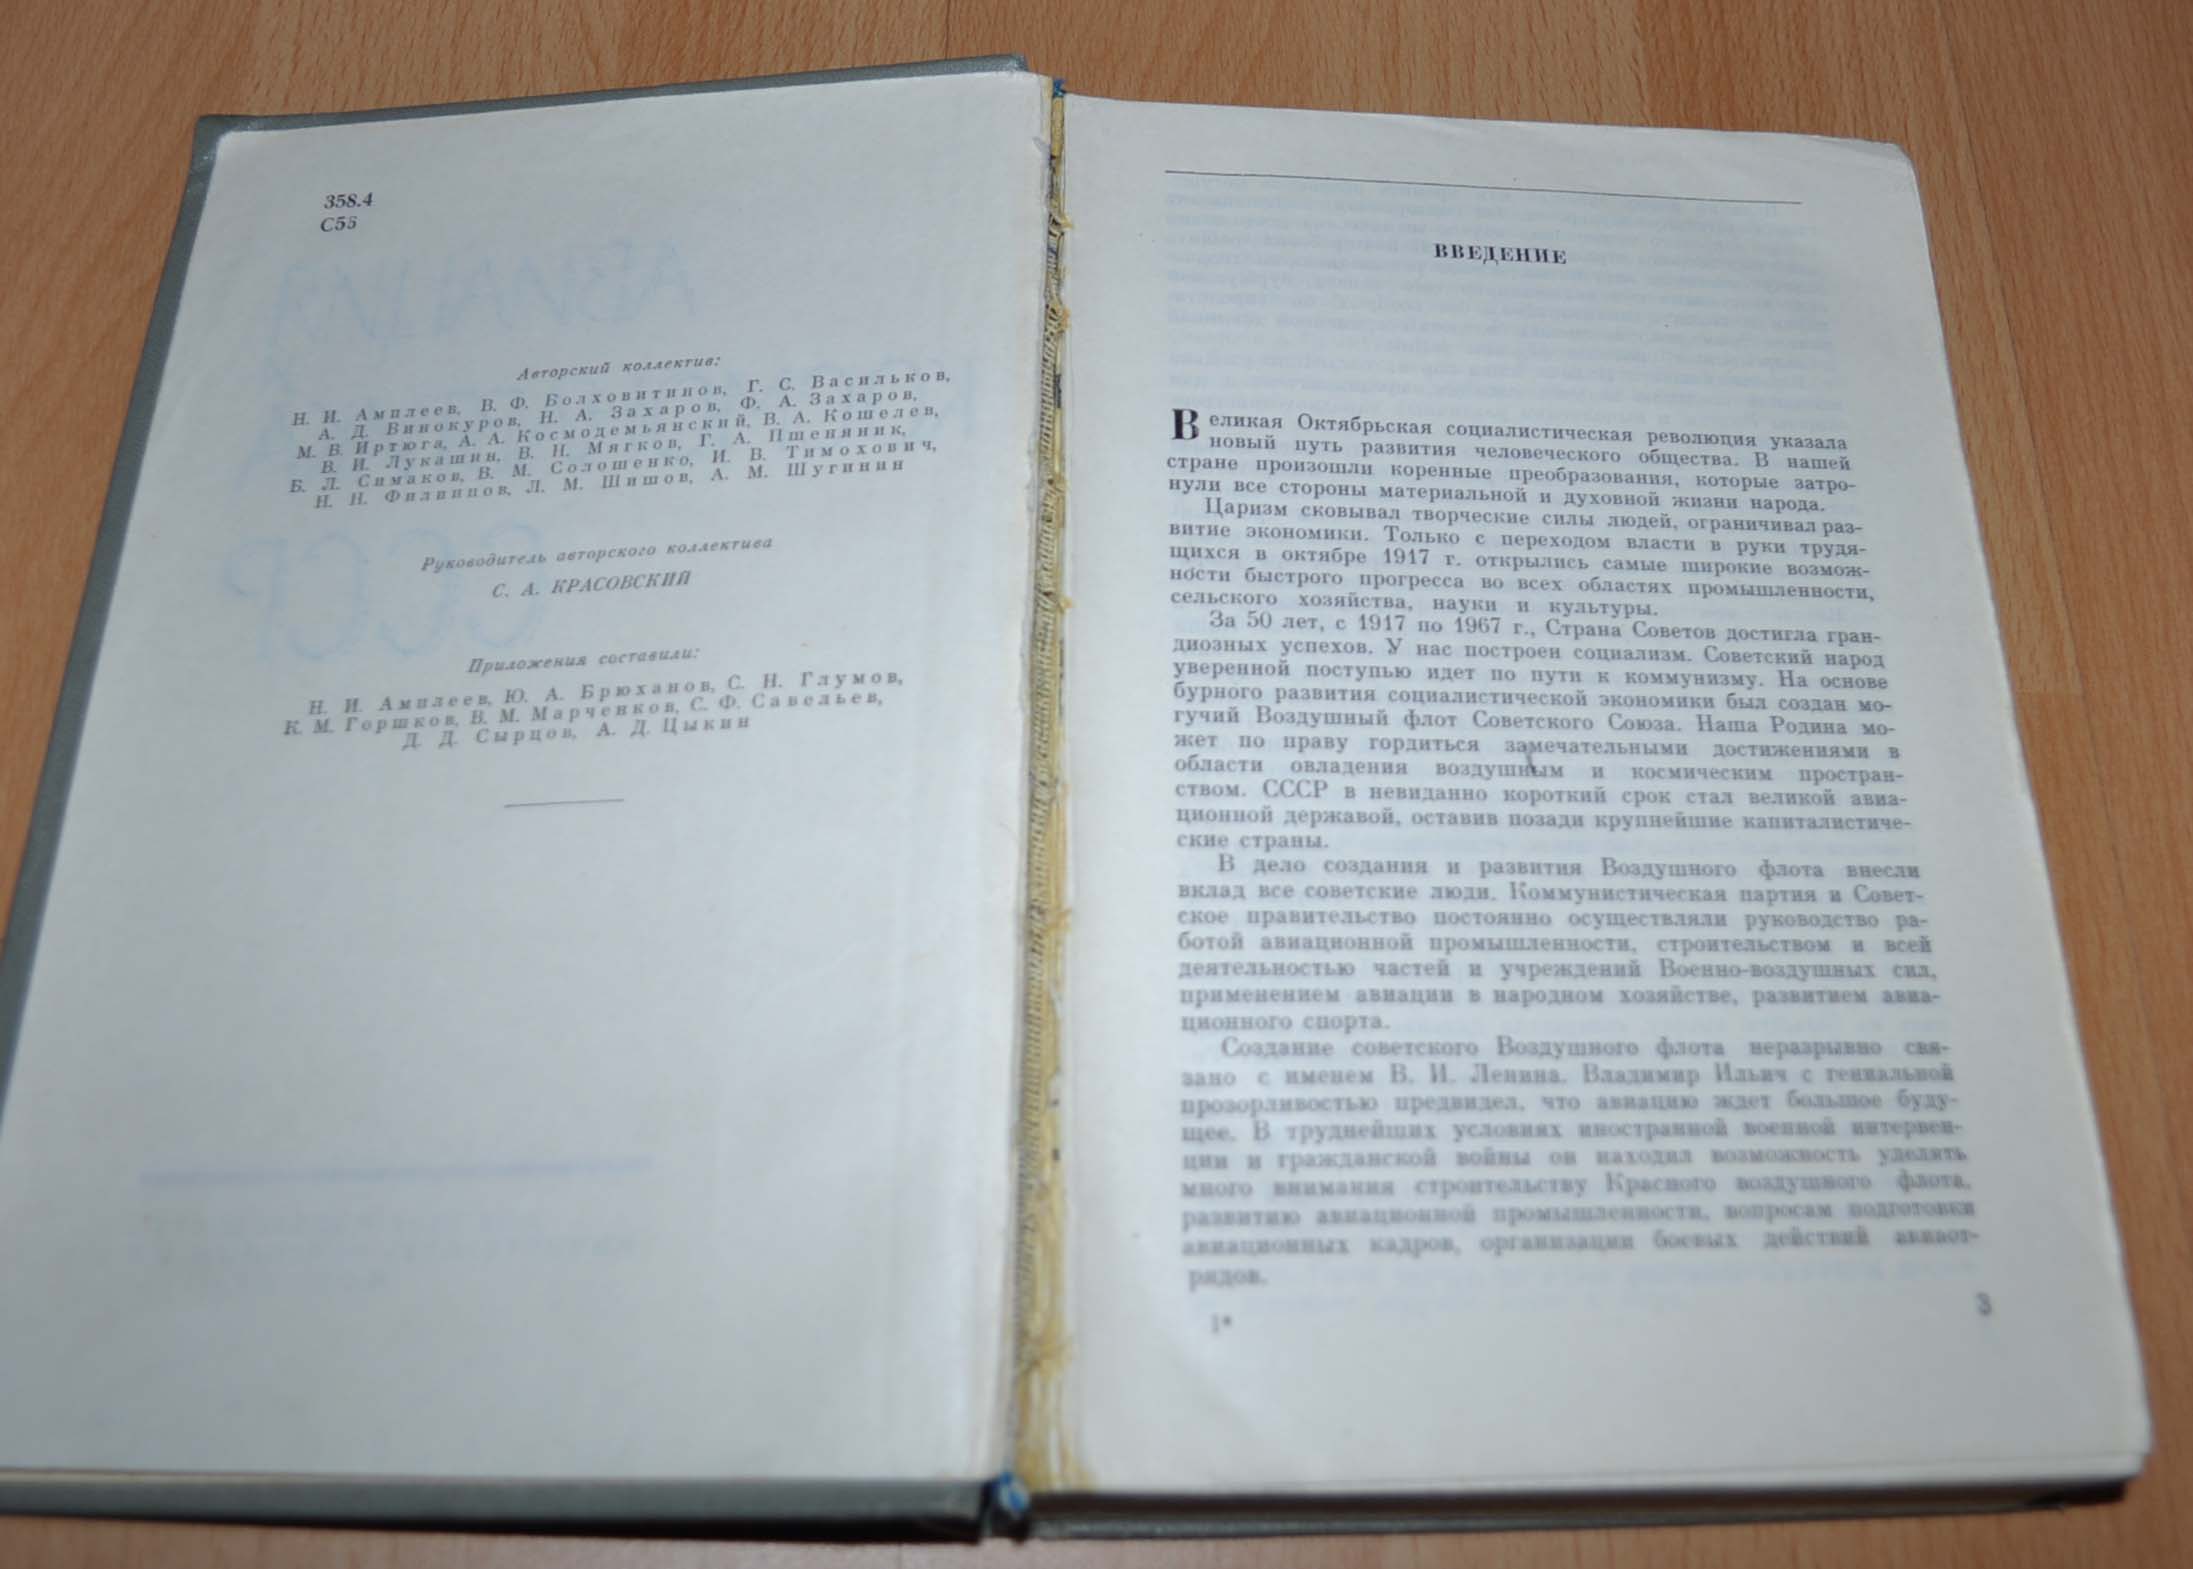 358.4
С55
Авторский коллектив:
Н. И. Амплеев, В. Ф. Болховитинов, Г. С. Васильков,
А. Д. Винокуров, Н. А. Захаров, Ф. А. Захаров,
М. В. Иртюга, А. А. Космодемьянский, В. А. Кошелев,
В. И. Лукашин, В. Н. Мягков, Г. А. Пшеняник,
Б. Л. Симаков, В. М. Солошенко, И. В. Тимохович,
Н. Н. Филиппов, Л. М. Шишов, А. М. Шугинин
Руководитель авторского коллектива
С. А. КРАСОВСКИЙ
Приложения составили:
Н. И. Амплеев, Ю. А. Брюханов, С. Н. Глумов,
К. М. Горшков, В. М. Марченков, С. Ф. Савельев,
Д. Д. Сырцов, А. Д. Цыкин
ВВЕДЕНИЕ
Великая Октябрьская социалистическая революция указала
новый путь развития человеческого общества. В нашей
стране произошли коренные преобразования, которые затро-
нули все стороны материальной и духовной жизни народа.
Царизм сковывал творческие силы людей, ограничивал раз-
витие экономики. Только с переходом власти в руки трудя-
щихся в октябре 1917 г. открылись самые широкие возмож-
ности быстрого прогресса во всех областях промышленности,
сельского хозяйства, науки и культуры.
За 50 лет, с 1917 по 1967 г., Страна Советов достигла гран-
диозных успехов. У нас построен социализм. Советский народ
уверенной поступью идет по пути к коммунизму. На основе
бурного развития социалистической экономики был создан мо-
гучий Воздушный флот Советского Союза. Наша Родина мо-
жет по праву гордиться замечательными достижениями в
области овладения воздушным и космическим простран-
ством. СССР в невиданно короткий срок стал великой авиа-
ционной державой, оставив позади крупнейшие капиталистиче-
ские страны.
В дело создания и развития Воздушного флота внесли
вклад все советские люди. Коммунистическая партия и Совет-
ское правительство постоянно осуществляли руководство ра-
ботой авиационной промышленности, строительством и всей
деятельностью частей и учреждений Военно-воздушных сил,
применением авиации в народном хозяйстве, развитием авиа-
ционного спорта.
Создание советского Воздушного флота неразрывно свя-
зано с именем В. И. Ленина. Владимир Ильич с гениальной
прозорливостью предвидел, что авиацию ждет большое буду-
щее. В труднейших условиях иностранной военной интервен-
ции и гражданской войны он находил возможность уделять
много внимания строительству Красного воздушного флота,
развитию авиационной промышленности, вопросам подготовки
авиационных кадров, организации боевых действий авиаот-
рядов.
1*
3